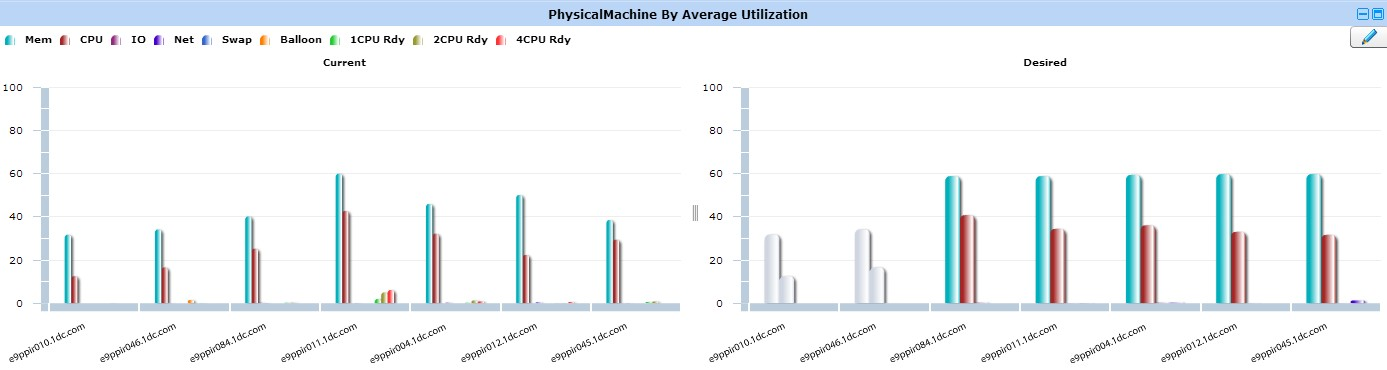 PhysicalMachine By Average Utilization
Mem CPU IO Net Swap Balloon 1CPU Rdy 2CPU Rdy 4CPU Rdy
Current
100
80
60
40
20
0
e9ppir010.1dc.com
e9ppir046.1dc.com
e9ppir084.1dc.com
e9ppir011.1dc.com
e9ppir004.1dc.com
e9ppir012.1dc.com
e9ppir045.1dc.com
Desired
100
80
60
40
20
0
e9ppir010.1dc.com
e9ppir046.1dc.com
e9ppir084.1dc.com
e9ppir011.1dc.com
e9ppir004.1dc.com
e9ppir012.1dc.com
e9ppir045.1dc.com